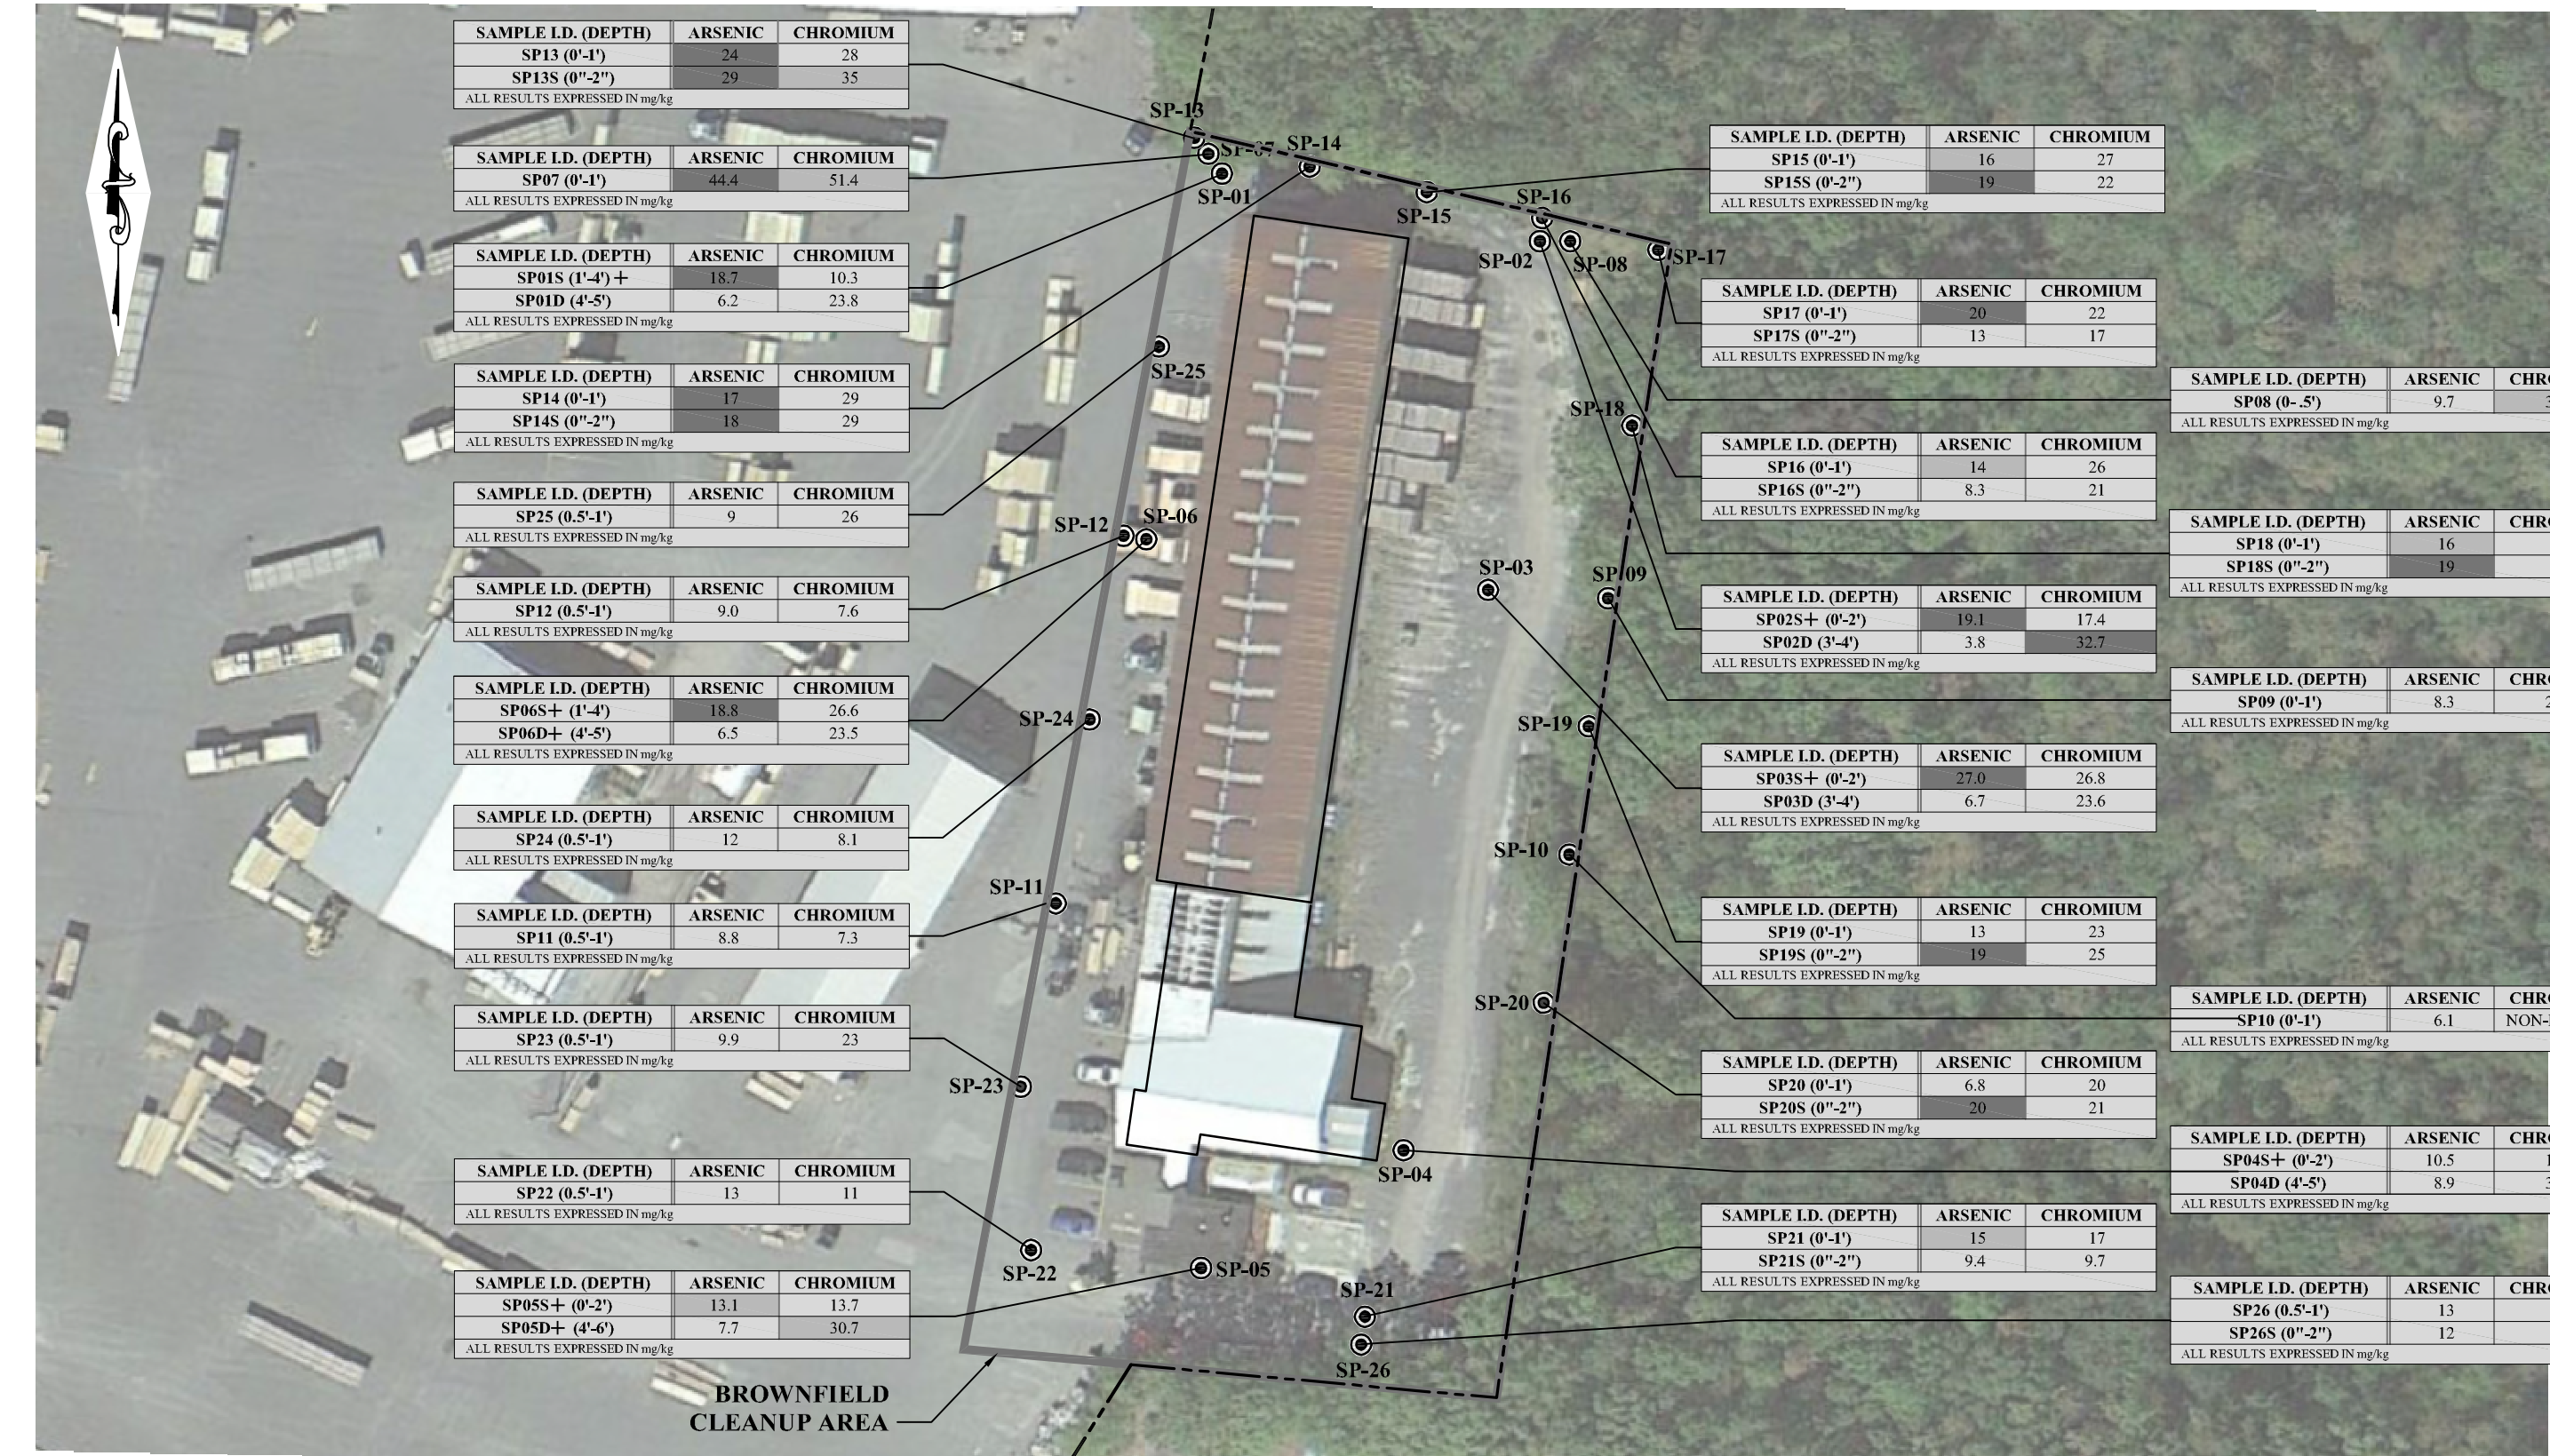 SAMPLE I.D. (DEPTH) ARSENIC CHROMIUM
SP13 (0'-1') 24 28
SP13S (0"-2") 29 35
ALL RESULTS EXPRESSED IN mg/kg
SAMPLE I.D. (DEPTH) ARSENIC CHROMIUM
SP07 (0'-1') 44.4 51.4
ALL RESULTS EXPRESSED IN mg/kg
SAMPLE I.D. (DEPTH) ARSENIC CHROMIUM
SP01S (1'-4') + 18.7 10.3
SP01D (4'-5') 6.2 23.8
ALL RESULTS EXPRESSED IN mg/kg
SAMPLE I.D. (DEPTH) ARSENIC CHROMIUM
SP14 (0'-1') 17 29
SP14S (0"-2") 18 29
ALL RESULTS EXPRESSED IN mg/kg
SAMPLE I.D. (DEPTH) ARSENIC CHROMIUM
SP25 (0.5'-1') 9 26
ALL RESULTS EXPRESSED IN mg/kg
SAMPLE I.D. (DEPTH) ARSENIC CHROMIUM
SP12 (0.5'-1') 9.0 7.6
ALL RESULTS EXPRESSED IN mg/kg
SAMPLE I.D. (DEPTH) ARSENIC CHROMIUM
SP06S+ (1'-4') 18.8 26.6
SP06D+ (4'-5') 6.5 23.5
ALL RESULTS EXPRESSED IN mg/kg
SAMPLE I.D. (DEPTH) ARSENIC CHROMIUM
SP24 (0.5'-1') 12 8.1
ALL RESULTS EXPRESSED IN mg/kg
SAMPLE I.D. (DEPTH) ARSENIC CHROMIUM
SP11 (0.5'-1') 8.8 7.3
ALL RESULTS EXPRESSED IN mg/kg
SAMPLE I.D. (DEPTH) ARSENIC CHROMIUM
SP23 (0.5'-1') 9.9 23
ALL RESULTS EXPRESSED IN mg/kg
SAMPLE I.D. (DEPTH) ARSENIC CHROMIUM
SP22 (0.5'-1') 13 11
ALL RESULTS EXPRESSED IN mg/kg
SAMPLE I.D. (DEPTH) ARSENIC CHROMIUM
SP05S+ (0'-2') 13.1 13.7
SP05D+ (4'-6') 7.7 30.7
ALL RESULTS EXPRESSED IN mg/kg
BROWNFIELD
CLEANUP AREA
SP-13
SP-07
SP-14
SP-01
SP-15
SP-16
SP-02
SP-08
SP-17
SP-25
SP-18
SP-12
SP-06
SP-03
SP-09
SP-24
SP-19
SP-10
SP-11
SP-20
SP-23
SP-04
SP-22
SP-05
SP-21
SP-26
SAMPLE I.D. (DEPTH) ARSENIC CHROMIUM
SP15 (0'-1') 16 27
SP15S (0'-2") 19 22
ALL RESULTS EXPRESSED IN mg/kg
SAMPLE I.D. (DEPTH) ARSENIC CHROMIUM
SP17 (0'-1') 20 22
SP17S (0"-2") 13 17
ALL RESULTS EXPRESSED IN mg/kg
SAMPLE I.D. (DEPTH) ARSENIC CHROMIUM
SP16 (0'-1') 14 26
SP16S (0"-2") 8.3 21
ALL RESULTS EXPRESSED IN mg/kg
SAMPLE I.D. (DEPTH) ARSENIC CHROMIUM
SP02S+ (0'-2') 19.1 17.4
SP02D (3'-4') 3.8 32.7
ALL RESULTS EXPRESSED IN mg/kg
SAMPLE I.D. (DEPTH) ARSENIC CHROMIUM
SP03S+ (0'-2') 27.0 26.8
SP03D (3'-4') 6.7 23.6
ALL RESULTS EXPRESSED IN mg/kg
SAMPLE I.D. (DEPTH) ARSENIC CHROMIUM
SP19 (0'-1') 13 23
SP19S (0"-2") 19 25
ALL RESULTS EXPRESSED IN mg/kg
SAMPLE I.D. (DEPTH) ARSENIC CHROMIUM
SP20 (0'-1') 6.8 20
SP20S (0"-2") 20 21
ALL RESULTS EXPRESSED IN mg/kg
SAMPLE I.D. (DEPTH) ARSENIC CHROMIUM
SP21 (0'-1') 15 17
SP21S (0"-2") 9.4 9.7
ALL RESULTS EXPRESSED IN mg/kg
SAMPLE I.D. (DEPTH) ARSENIC
SP08 (0-.5') 9.7
ALL RESULTS EXPRESSED IN mg/kg
SAMPLE I.D. (DEPTH) ARSENIC
SP18 (0'-1') 16
SP18S (0"-2") 19
ALL RESULTS EXPRESSED IN mg/kg
SAMPLE I.D. (DEPTH) ARSENIC
SP09 (0'-1') 8.3
ALL RESULTS EXPRESSED IN mg/kg
SAMPLE I.D. (DEPTH) ARSENIC
SP10 (0'-1') 6.1
ALL RESULTS EXPRESSED IN mg/kg
SAMPLE I.D. (DEPTH) ARSENIC
SP04S+ (0'-2') 10.5
SP04D (4'-5') 8.9
ALL RESULTS EXPRESSED IN mg/kg
SAMPLE I.D. (DEPTH) ARSENIC
SP26 (0.5'-1') 13
SP26S (0"-2") 12
ALL RESULTS EXPRESSED IN mg/kg